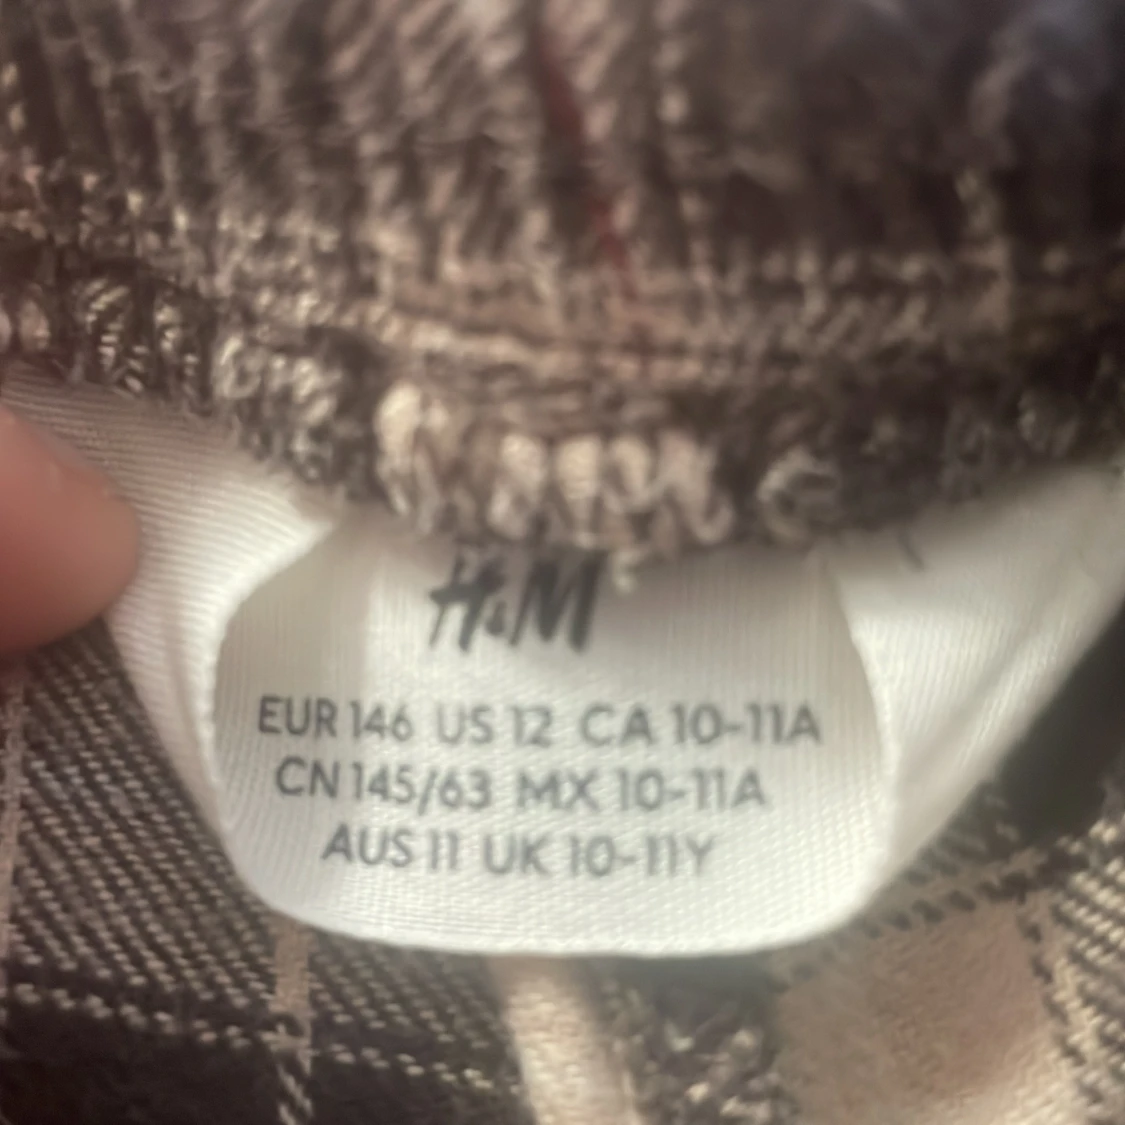 H&M
EUR 146 US 12 CA 10-11A
CN 145/63 MX 10-11A
AUS 11 UK 10-11Y